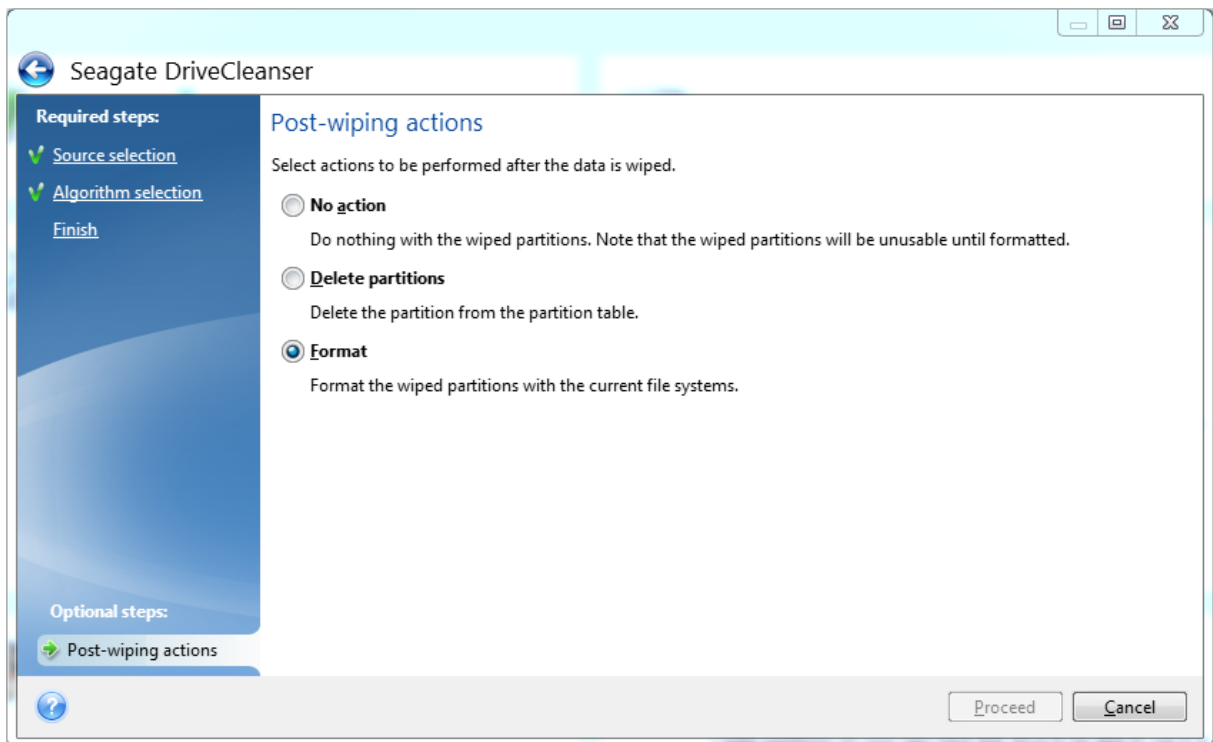 Seagate DriveCleanser
Required steps:
Source selection
Algorithm selection
Finish
Post-wiping actions
Select actions to be performed after the data is wiped.
No action
Do nothing with the wiped partitions. Note that the wiped partitions will be unusable until formatted.
Delete partitions
Delete the partition from the partition table.
Format
Format the wiped partitions with the current file systems.
Optional steps:
Post-wiping actions
?
Proceed
Cancel